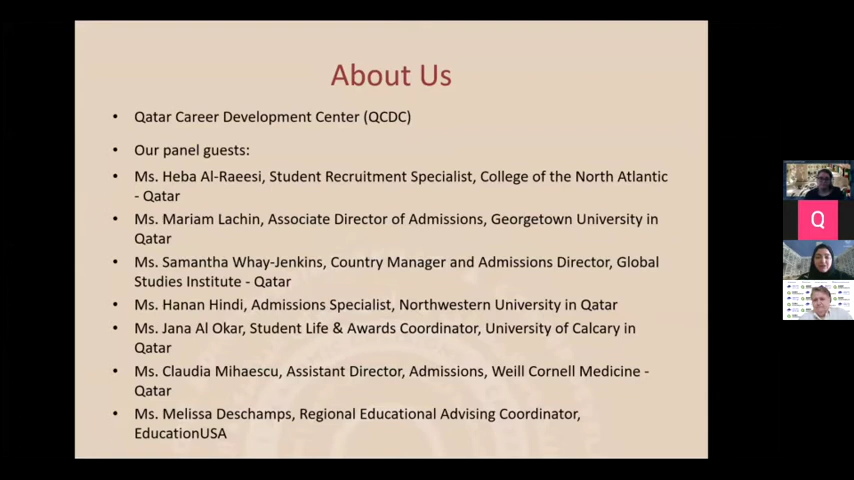 About Us
• Qatar Career Development Center (QCDC)
• Our panel guests:
• Ms. Heba Al-Raeesi, Student Recruitment Specialist, College of the North Atlantic
- Qatar
• Ms. Mariam Lachin, Associate Director of Admissions, Georgetown University in
Qatar
• Ms. Samantha Whay-Jenkins, Country Manager and Admissions Director, Global
Studies Institute - Qatar
• Ms. Hanan Hindi, Admissions Specialist, Northwestern University in Qatar
• Ms. Jana Al Okar, Student Life & Awards Coordinator, University of Calcary in
Qatar
• Ms. Claudia Mihaescu, Assistant Director, Admissions, Weill Cornell Medicine -
Qatar
• Ms. Melissa Deschamps, Regional Educational Advising Coordinator,
EducationUSA
Q